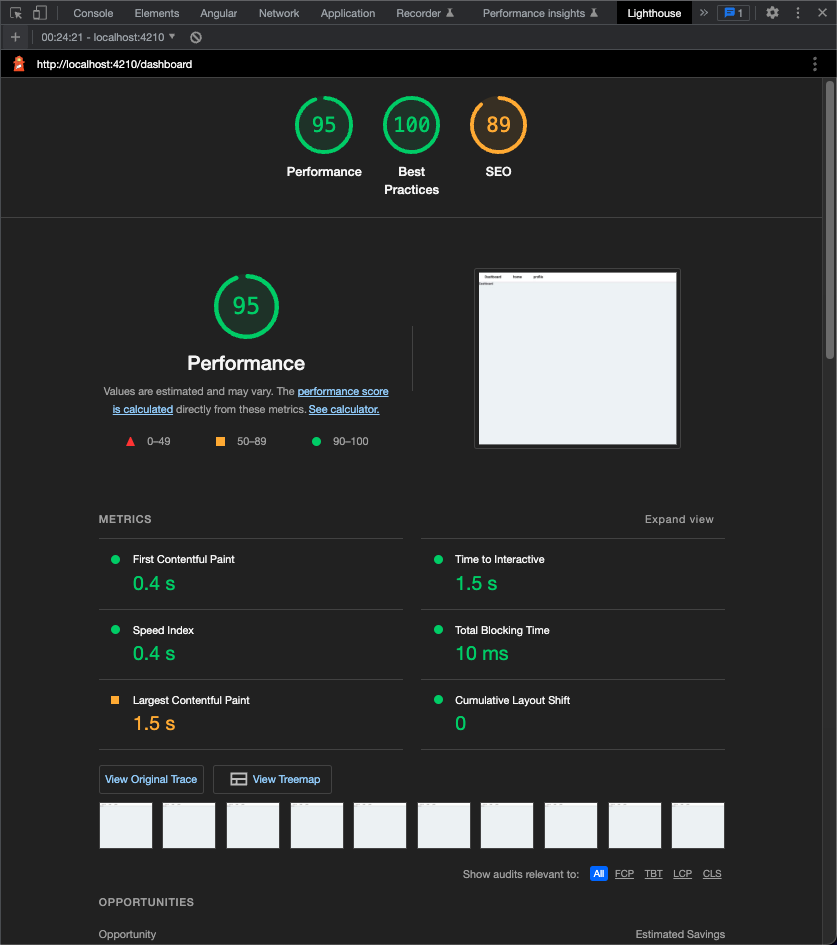 Console Elements Angular Network Application Recorder Performance insights Lighthouse » 1
00:24:21 - localhost:4210
http://localhost:4210/dashboard
95 100 89
Performance Best Practices SEO
95
Performance
Values are estimated and may vary. The performance score
is calculated directly from these metrics. See calculator.
0–49 50–89 90–100
Dashboard home profile
Dashboard
METRICS Expand view
First Contentful Paint Time to Interactive
0.4 s 1.5 s
Speed Index Total Blocking Time
0.4 s 10 ms
Largest Contentful Paint Cumulative Layout Shift
1.5 s 0
View Original Trace View Treemap
Show audits relevant to: All FCP TBT LCP CLS
OPPORTUNITIES
Opportunity Estimated Savings